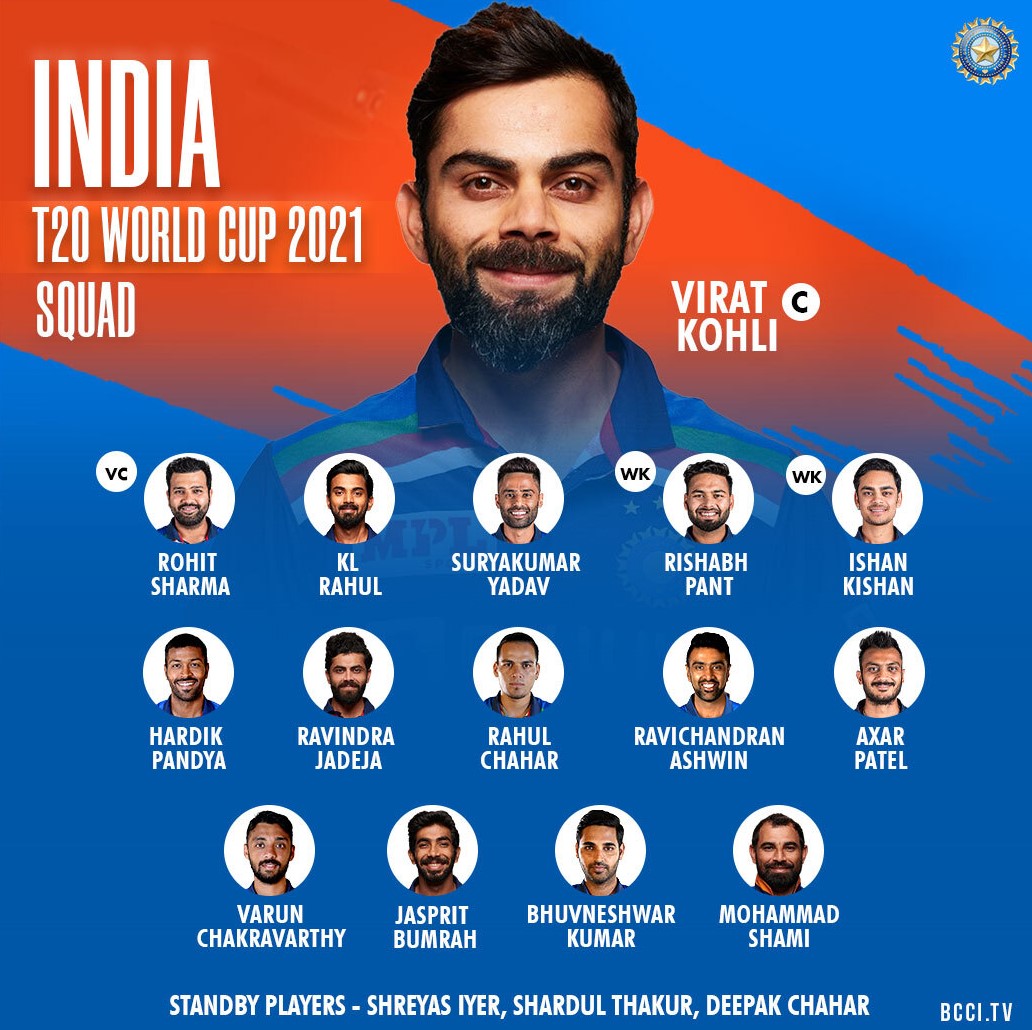 INDIA
T20 WORLD CUP 2021
SQUAD
VIRAT C
KOHLI
VC
WK
WK
MPL
ROHIT
SHARMA
KL
RAHUL
SURYAKUMAR
YADAV
RISHABH
PANT
ISHAN
KISHAN
HARDIK
PANDYA
RAVINDRA
JADEJA
RAHUL
CHAHAR
RAVICHANDRAN
ASHWIN
AXAR
PATEL
VARUN
CHAKRAVARTHY
JASPRIT
BUMRAH
BHUVNESHWAR
KUMAR
MOHAMMAD
SHAMI
STANDBY PLAYERS - SHREYAS IYER, SHARDUL THAKUR, DEEPAK CHAHAR
BCCI.TV